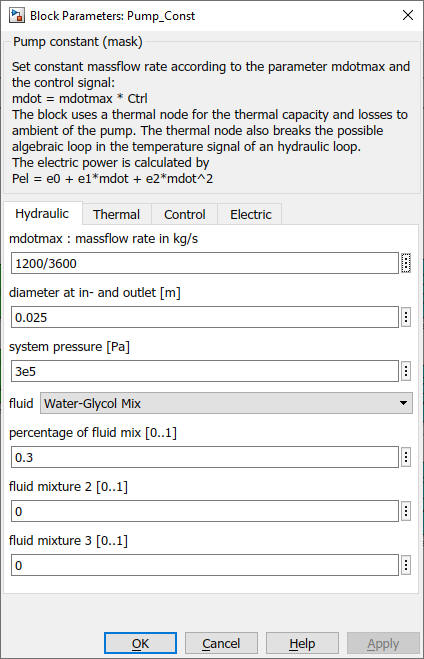 Block Parameters: Pump_Const
Pump constant (mask)
Set constant massflow rate according to the parameter mdotmax and
the control signal:
mdot = mdotmax * Ctrl
The block uses a thermal node for the thermal capacity and losses to
ambient of the pump. The thermal node also breaks the possible
algebraic loop in the temperature signal of an hydraulic loop.
The electric power is calculated by
Pel = e0 + e1*mdot + e2*mdot^2
Hydraulic Thermal Control Electric
mdotmax : massflow rate in kg/s
1200/3600
diameter at in- and outlet [m]
0.025
system pressure [Pa]
3e5
fluid Water-Glycol Mix
percentage of fluid mix [0..1]
0.3
fluid mixture 2 [0..1]
0
fluid mixture 3 [0..1]
0
OK Cancel Help Apply